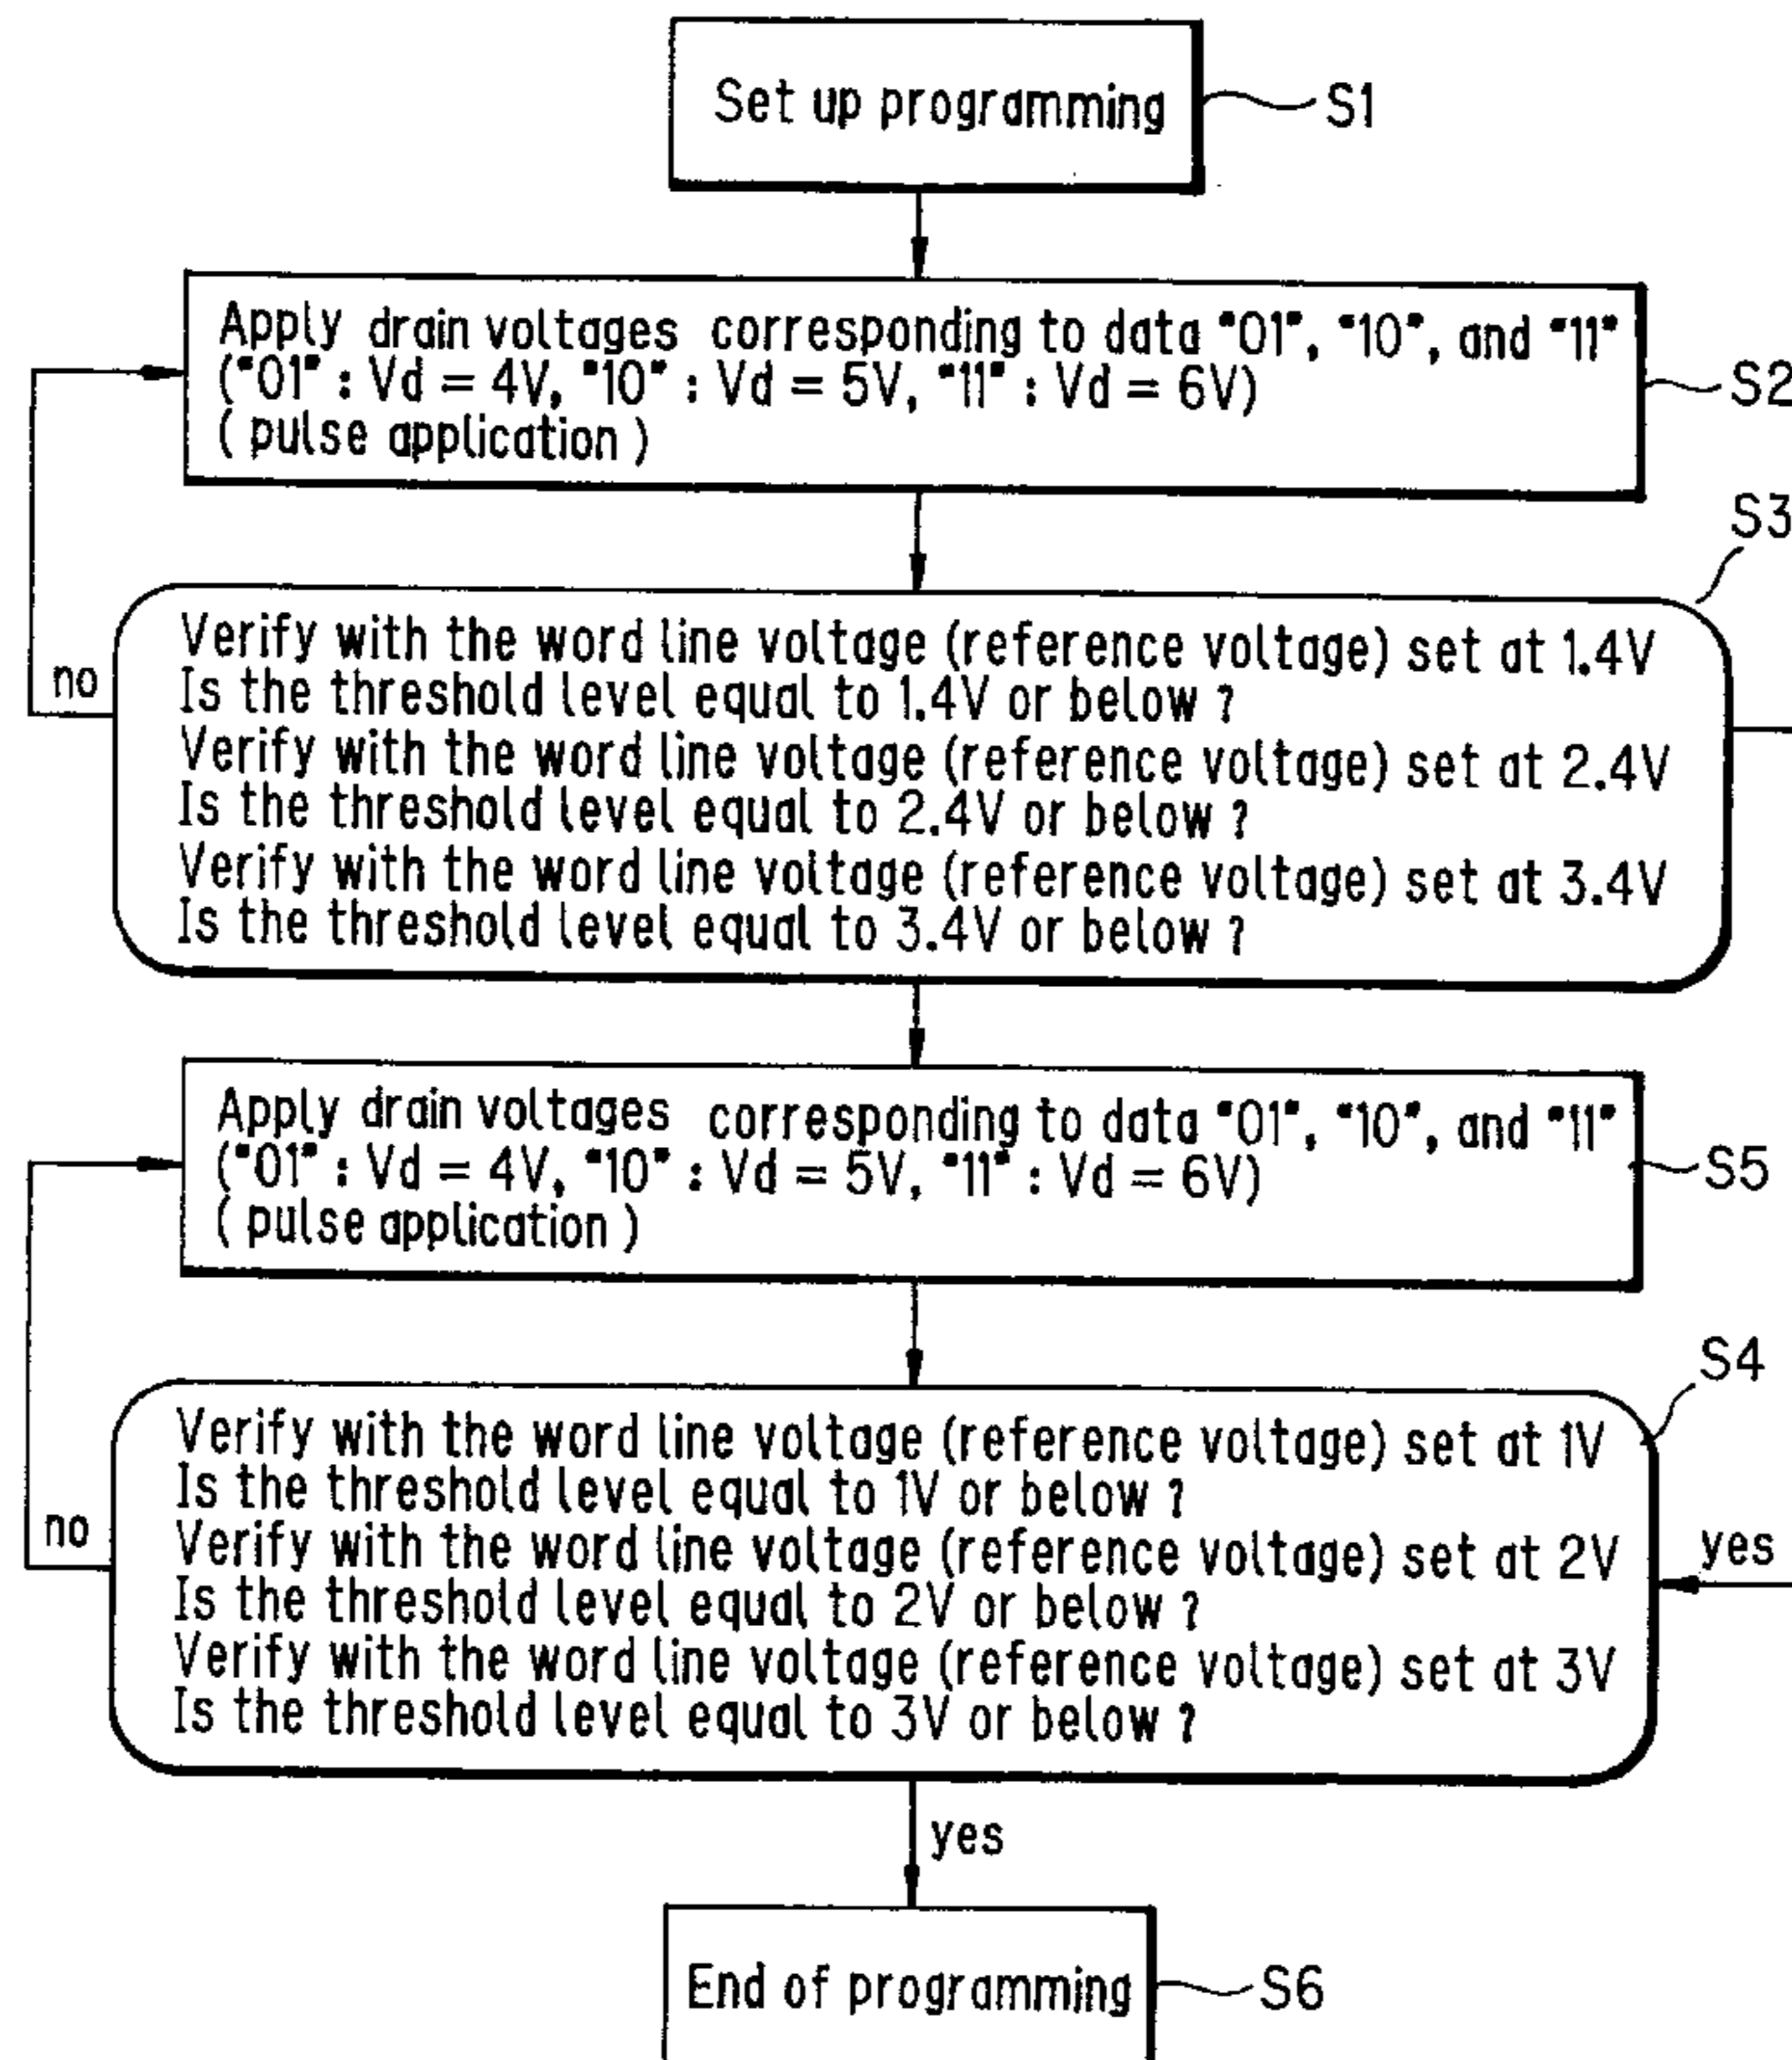 Set up programming
S1
Apply drain voltages corresponding to data "01", "10", and "11"
("01" : Vd = 4V, "10" : Vd = 5V, "11" : Vd = 6V)
( pulse application )
S2
S3
no
Verify with the word line voltage (reference voltage) set at 1.4V
Is the threshold level equal to 1.4V or below ?
Verify with the word line voltage (reference voltage) set at 2.4V
Is the threshold level equal to 2.4V or below ?
Verify with the word line voltage (reference voltage) set at 3.4V
Is the threshold level equal to 3.4V or below ?
Apply drain voltages corresponding to data "01", "10", and "11"
("01" : Vd = 4V, "10" : Vd = 5V, "11" : Vd = 6V)
( pulse application )
S5
S4
no
Verify with the word line voltage (reference voltage) set at 1V
Is the threshold level equal to 1V or below ?
Verify with the word line voltage (reference voltage) set at 2V
Is the threshold level equal to 2V or below ?
Verify with the word line voltage (reference voltage) set at 3V
Is the threshold level equal to 3V or below ?
yes
yes
End of programming
S6